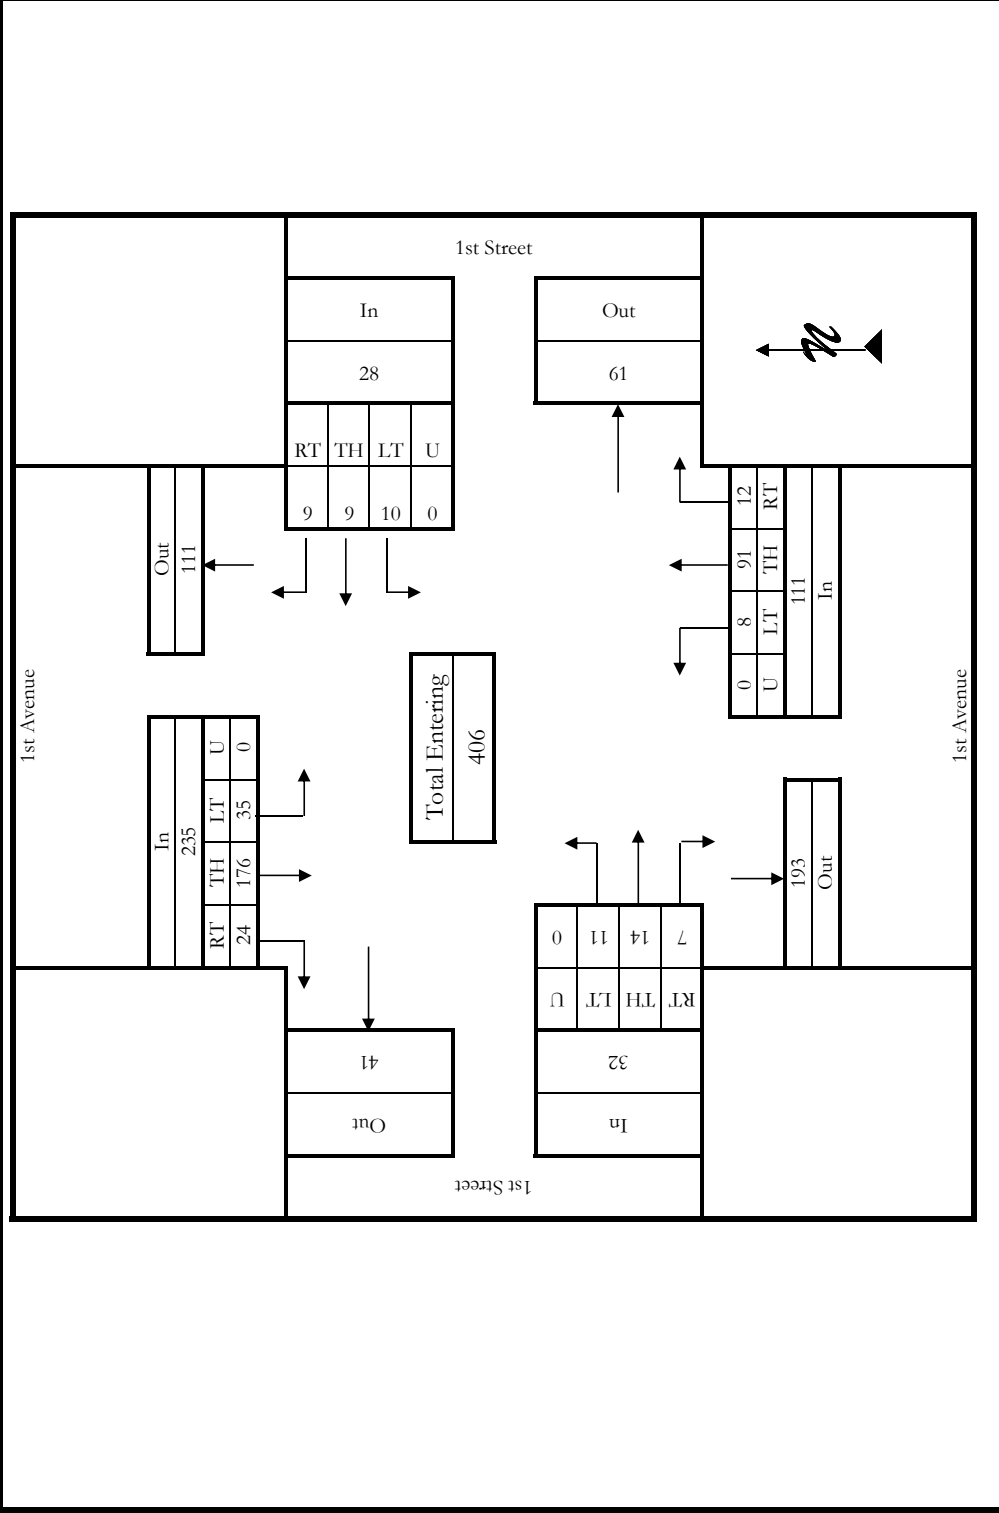 1st Street
In
28
RT TH LT U
9 9 10 0
Out
61
n
Out
111
12 91 8 0
RT TH LT U
111
In
1st Avenue
1st Avenue
Total Entering
406
In
235
RT TH LT U
24 176 35 0
193
Out
0 11 14 7
U LT TH RT
32
In
41
Out
1st Street